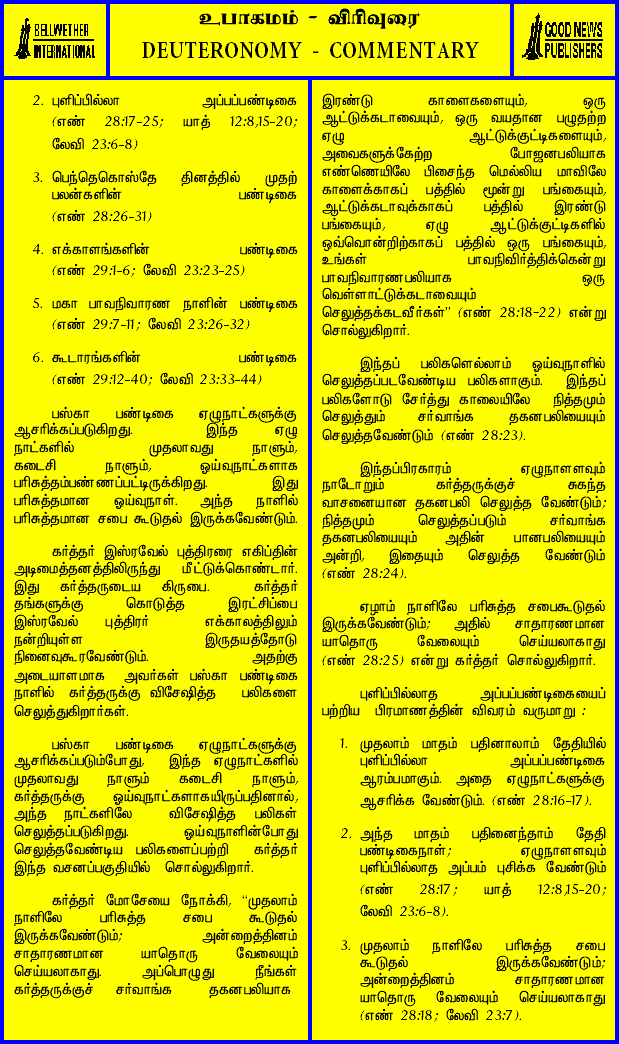 BELLWETHER
INTERNATIONAL
உபாகமம் - விரிவுரை
DEUTERONOMY - COMMENTARY
GOOD NEWS
PUBLISHERS
2. புளிப்பில்லா அப்பப்பண்டிகை
(எண் 28:17-25; யாத் 12:8,15-20;
லேவி 23:6-8)
3. பெந்தெகொஸ்தே தினத்தில் முதற்
பலன்களின் பண்டிகை
(எண் 28:26-31)
4. எக்காளங்களின் பண்டிகை
(எண் 29:1-6; லேவி 23:23-25)
5. மகா பாவநிவாரண நாளின் பண்டிகை
(எண் 29:7-11; லேவி 23:26-32)
6. கூடாரங்களின் பண்டிகை
(எண் 29:12-40; லேவி 23:33-44)
பஸ்கா பண்டிகை ஏழுநாட்களுக்கு
ஆசரிக்கப்படுகிறது. இந்த ஏழு
நாட்களில் முதலாவது நாளும்,
கடைசி நாளும், ஓய்வுநாட்களாக
பரிசுத்தம்பண்ணப்பட்டிருக்கிறது. இது
பரிசுத்தமான ஓய்வுநாள். அந்த நாளில்
பரிசுத்தமான சபை கூடுதல் இருக்கவேண்டும்.
கர்த்தர் இஸ்ரவேல் புத்திரரை எகிப்தின்
அடிமைத்தனத்திலிருந்து மீட்டுக்கொண்டார்.
இது கர்த்தருடைய கிருபை. கர்த்தர்
தங்களுக்கு கொடுத்த இரட்சிப்பை
இஸ்ரவேல் புத்திரர் எக்காலத்திலும்
நன்றியுள்ள இருதயத்தோடு
நினைவுகூரவேண்டும். அதற்கு
அடையாளமாக அவர்கள் பஸ்கா பண்டிகை
நாளில் கர்த்தருக்கு விசேஷித்த பலிகளை
செலுத்துகிறார்கள்.
பஸ்கா பண்டிகை ஏழுநாட்களுக்கு
ஆசரிக்கப்படும்போது, இந்த ஏழுநாட்களில்
முதலாவது நாளும் கடைசி நாளும்,
கர்த்தருக்கு ஓய்வுநாட்களாகயிருப்பதினால்,
அந்த நாட்களிலே விசேஷித்த பலிகள்
செலுத்தப்படுகிறது. ஓய்வுநாளின்போது
செலுத்தவேண்டிய பலிகளைப்பற்றி கர்த்தர்
இந்த வசனப்பகுதியில் சொல்லுகிறார்.
கர்த்தர் மோசேயை நோக்கி, "முதலாம்
நாளிலே பரிசுத்த சபை கூடுதல்
இருக்கவேண்டும்; அன்றைத்தினம்
சாதாரணமான யாதொரு வேலையும்
செய்யலாகாது. அப்பொழுது நீங்கள்
கர்த்தருக்குச் சர்வாங்க தகனபலியாக
இரண்டு காளைகளையும், ஒரு
ஆட்டுக்கடாவையும், ஒரு வயதான பழுதற்ற
ஏழு ஆட்டுக்குட்டிகளையும்,
அவைகளுக்கேற்ற போஜனபலியாக
எண்ணெயிலே பிசைந்த மெல்லிய மாவிலே
காளைக்காகப் பத்தில் மூன்று பங்கையும்,
ஆட்டுக்கடாவுக்காகப் பத்தில் இரண்டு
பங்கையும், ஏழு ஆட்டுக்குட்டிகளில்
ஒவ்வொன்றிற்காகப் பத்தில் ஒரு பங்கையும்,
உங்கள் பாவநிவிர்த்திக்கென்று
பாவநிவாரணபலியாக ஒரு
வெள்ளாட்டுக்கடாவையும்
செலுத்தக்கடவீர்கள்" (எண் 28:18-22) என்று
சொல்லுகிறார்.
இந்தப் பலிகளெல்லாம் ஓய்வுநாளில்
செலுத்தப்படவேண்டிய பலிகளாகும். இந்தப்
பலிகளோடு சேர்த்து காலையிலே நித்தமும்
செலுத்தும் சர்வாங்க தகனபலியையும்
செலுத்தவேண்டும் (எண் 28:23).
இந்தப்பிரகாரம் ஏழுநாளளவும்
நாடோறும் கர்த்தருக்குச் சுகந்த
வாசனையான தகனபலி செலுத்த வேண்டும்;
நித்தமும் செலுத்தப்படும் சர்வாங்க
தகனபலியையும் அதின் பானபலியையும்
அன்றி, இதையும் செலுத்த வேண்டும்
(எண் 28:24).
ஏழாம் நாளிலே பரிசுத்த சபைகூடுதல்
இருக்கவேண்டும்; அதில் சாதாரணமான
யாதொரு வேலையும் செய்யலாகாது
(எண் 28:25) என்று கர்த்தர் சொல்லுகிறார்.
புளிப்பில்லாத அப்பப்பண்டிகையைப்
பற்றிய பிரமாணத்தின் விவரம் வருமாறு :
1. முதலாம் மாதம் பதினாலாம் தேதியில்
புளிப்பில்லா அப்பப்பண்டிகை
ஆரம்பமாகும். அதை ஏழுநாட்களுக்கு
ஆசரிக்க வேண்டும். (எண் 28:16-17).
2. அந்த மாதம் பதினைந்தாம் தேதி
பண்டிகைநாள்; ஏழுநாளளவும்
புளிப்பில்லாத அப்பம் புசிக்க வேண்டும்
(எண் 28:17; யாத் 12:8,15-20;
லேவி 23:6-8).
3. முதலாம் நாளிலே பரிசுத்த சபை
கூடுதல் இருக்கவேண்டும்;
அன்றைத்தினம் சாதாரணமான
யாதொரு வேலையும் செய்யலாகாது
(எண் 28:18; லேவி 23:7).